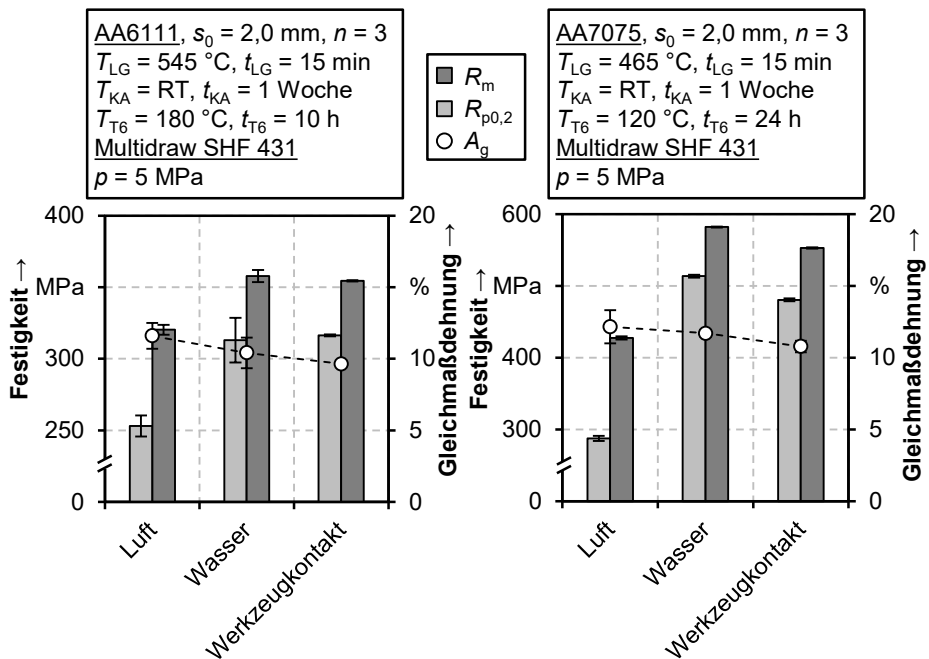 AA6111, s0 = 2,0 mm, n = 3
TLG = 545 °C, tLG = 15 min
TKA = RT, tKA = 1 Woche
TT6 = 180 °C, tT6 = 10 h
Multidraw SHF 431
p = 5 MPa
Rm
Rp0,2
Ag
AA7075, s0 = 2,0 mm, n = 3
TLG = 465 °C, tLG = 15 min
TKA = RT, tKA = 1 Woche
TT6 = 120 °C, tT6 = 24 h
Multidraw SHF 431
p = 5 MPa
Festigkeit →
400
MPa
300
250
0
20
%
10
5
0
Gleichmaßdehnung →
Luft
Wasser
Werkzeugkontakt
Festigkeit →
600
MPa
400
300
0
20
%
10
5
0
Gleichmaßdehnung →
Luft
Wasser
Werkzeugkontakt